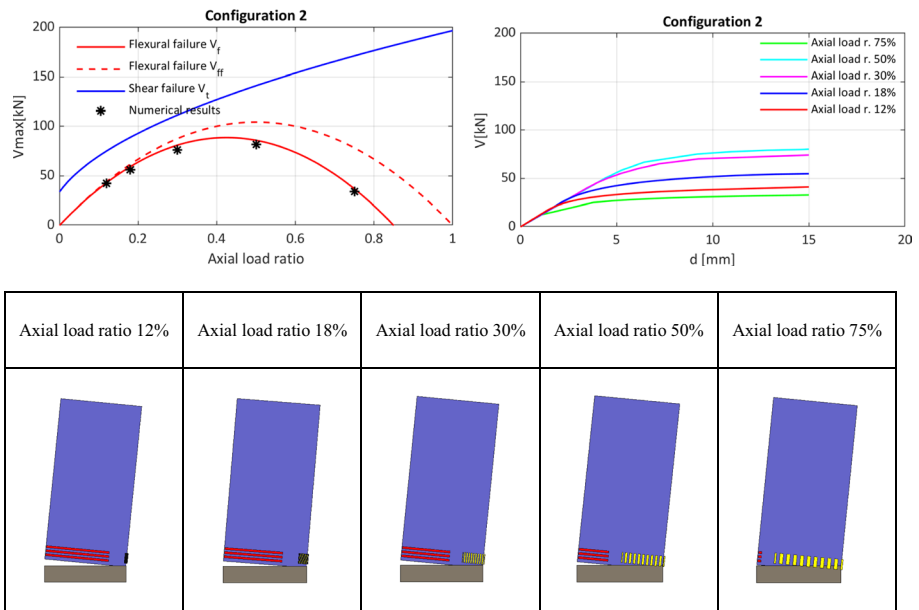 Configuration 2
200
150
100
50
0
Vmax[kN]
Flexural failure V_f
Flexural failure V_ff
Shear failure V_t
Numerical results
0 0.2 0.4 0.6 0.8 1
Axial load ratio
Configuration 2
200
150
100
50
0
V[kN]
Axial load r. 75%
Axial load r. 50%
Axial load r. 30%
Axial load r. 18%
Axial load r. 12%
0 5 10 15 20
d [mm]
Axial load ratio 12% Axial load ratio 18% Axial load ratio 30% Axial load ratio 50% Axial load ratio 75%